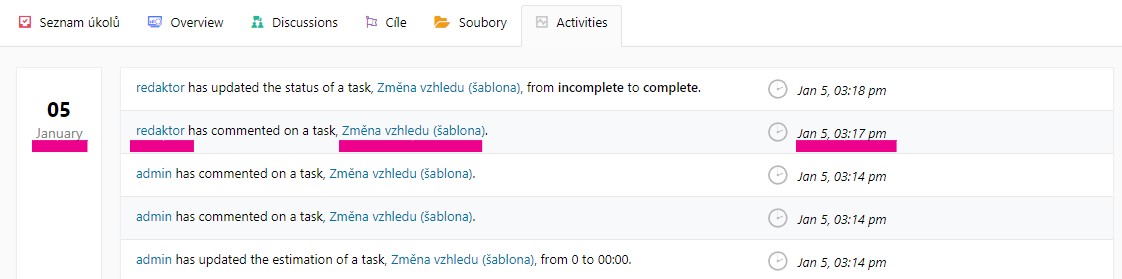 Seznam úkolů Overview Discussions Cíle Soubory Activities
05
January
redaktor has updated the status of a task, Změna vzhledu (šablona), from incomplete to complete. Jan 5, 03:18 pm
redaktor has commented on a task, Změna vzhledu (šablona). Jan 5, 03:17 pm
admin has commented on a task, Změna vzhledu (šablona). Jan 5, 03:14 pm
admin has commented on a task, Změna vzhledu (šablona). Jan 5, 03:14 pm
admin has updated the estimation of a task, Změna vzhledu (šablona), from 0 to 00:00. Jan 5, 03:14 pm